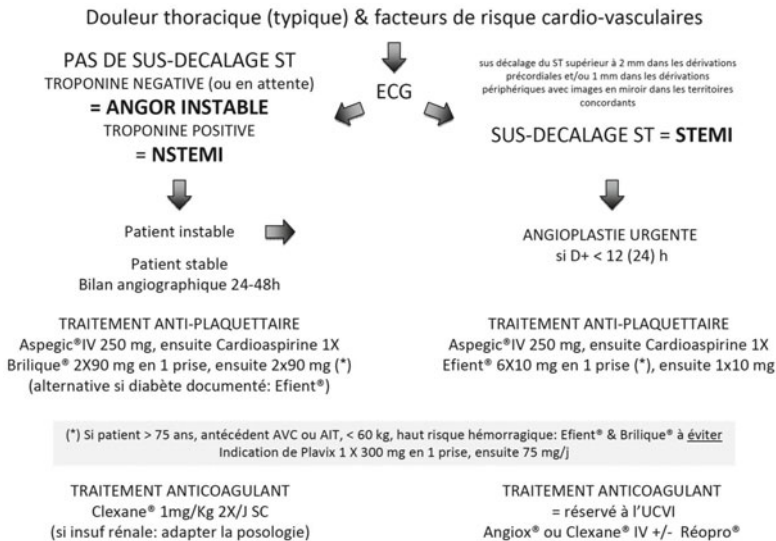 Douleur thoracique (typique) & facteurs de risque cardio-vasculaires
PAS DE SUS-DECALAGE ST
TROPONINE NEGATIVE (ou en attente)
= ANGOR INSTABLE
TROPONINE POSITIVE
= NSTEMI
ECG
sus décalage du ST supérieur à 2 mm dans les dérivations
précordiales et/ou 1 mm dans les dérivations
périphériques avec images en miroir dans les territoires
concordants
SUS-DECALAGE ST = STEMI
Patient instable
Patient stable
Bilan angiographique 24-48h
ANGIOPLASTIE URGENTE
si D+ < 12 (24) h
TRAITEMENT ANTI-PLAQUETTAIRE
Aspegic®IV 250 mg, ensuite Cardioaspirine 1X
Brilique® 2X90 mg en 1 prise, ensuite 2x90 mg (*)
(alternative si diabète documenté: Efient®)
TRAITEMENT ANTI-PLAQUETTAIRE
Aspegic®IV 250 mg, ensuite Cardioaspirine 1X
Efient® 6X10 mg en 1 prise (*), ensuite 1x10 mg
(*) Si patient > 75 ans, antécédent AVC ou AIT, < 60 kg, haut risque hémorragique: Efient® & Brilique® à éviter
Indication de Plavix 1 X 300 mg en 1 prise, ensuite 75 mg/j
TRAITEMENT ANTICOAGULANT
Clexane® 1mg/Kg 2X/J SC
(si insuf rénale: adapter la posologie)
TRAITEMENT ANTICOAGULANT
= réservé à l'UCVI
Angiox® ou Clexane® IV +/- Réopro®